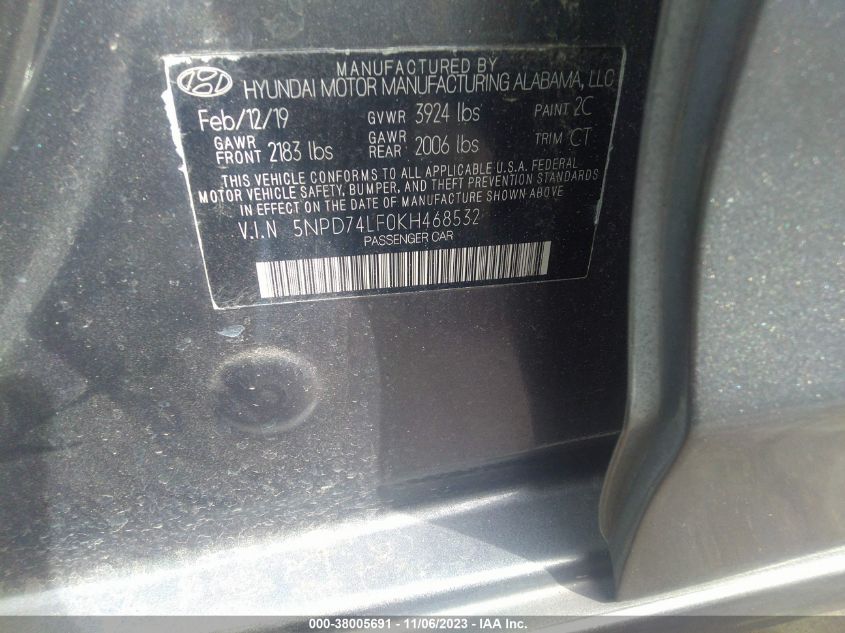 MANUFACTURED BY
HYUNDAI MOTOR MANUFACTURING ALABAMA, LLC
Feb/12/19 GVWR 3924 lbs PAINT 2C
GAWR FRONT 2183 lbs GAWR REAR 2006 lbs TRIM CT
THIS VEHICLE CONFORMS TO ALL APPLICABLE U.S.A. FEDERAL
MOTOR VEHICLE SAFETY, BUMPER, AND THEFT PREVENTION STANDARDS
IN EFFECT ON THE DATE OF MANUFACTURE SHOWN ABOVE.
V.I.N 5NPD74LF0KH468532
PASSENGER CAR
000-38005691 - 11/06/2023 - IAA Inc.